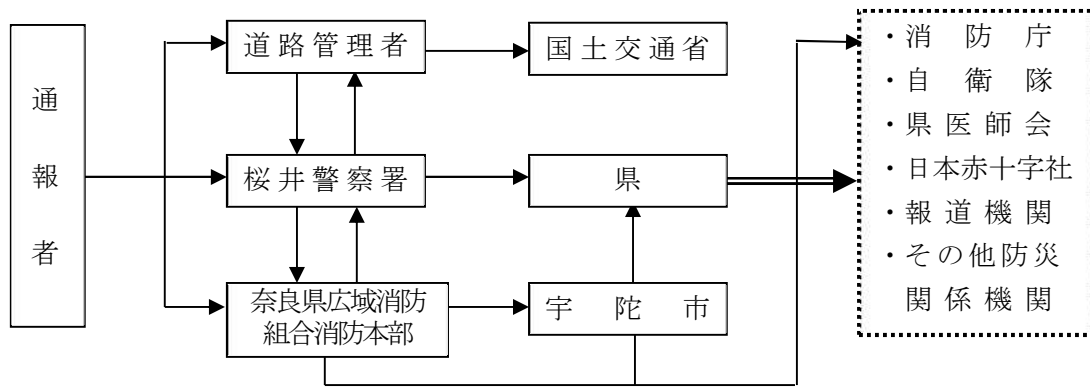 通報者
道路管理者
国土交通省
桜井警察署
県
奈良県広域消防
組合消防本部
宇陀市
・消防庁
・自衛隊
・県医師会
・日本赤十字社
・報道機関
・その他防災
関係機関